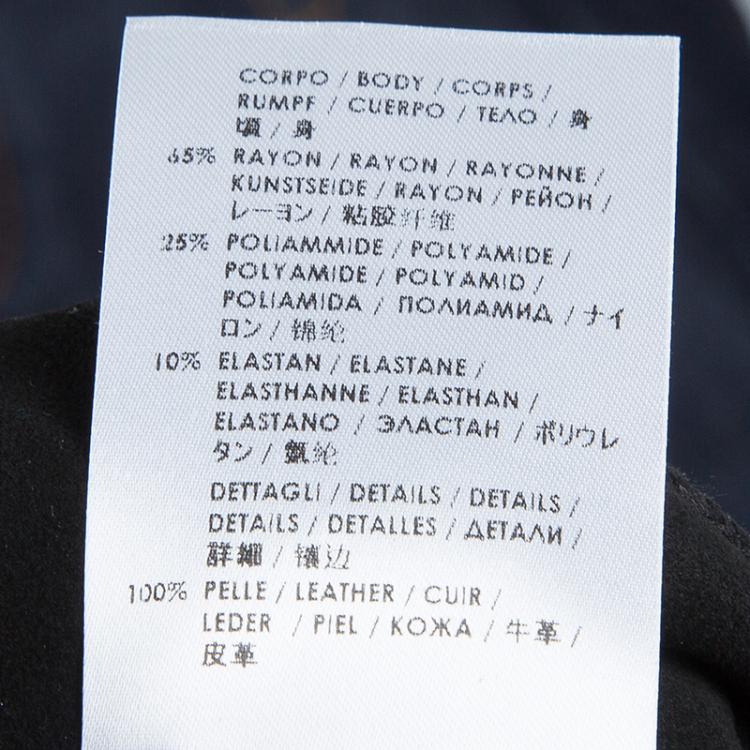 CORPO / BODY / CORPS /
RUMPF / CUERPO / ТЕЛО / 身
頃 / 身
65% RAYON / RAYON / RAYONNE /
KUNSTSEIDE / RAYON / РЕЙОН /
レーヨン / 粘胶纤维
25% POLIAMMIDE / POLYAMIDE /
POLYAMIDE / POLYAMID /
POLIAMIDA / ПОЛИАМИД / ナイ
ロン / 锦纶
10% ELASTAN / ELASTANE /
ELASTHANNE / ELASTHAN /
ELASTANO / ЭЛАСТАН / ポリウレ
タン / 氨纶
DETTAGLI / DETAILS / DETAILS /
DETAILS / DETALLES / ДЕТАЛИ /
詳細 / 镶边
100% PELLE / LEATHER / CUIR /
LEDER / PIEL / КОЖА / 牛革 /
皮革